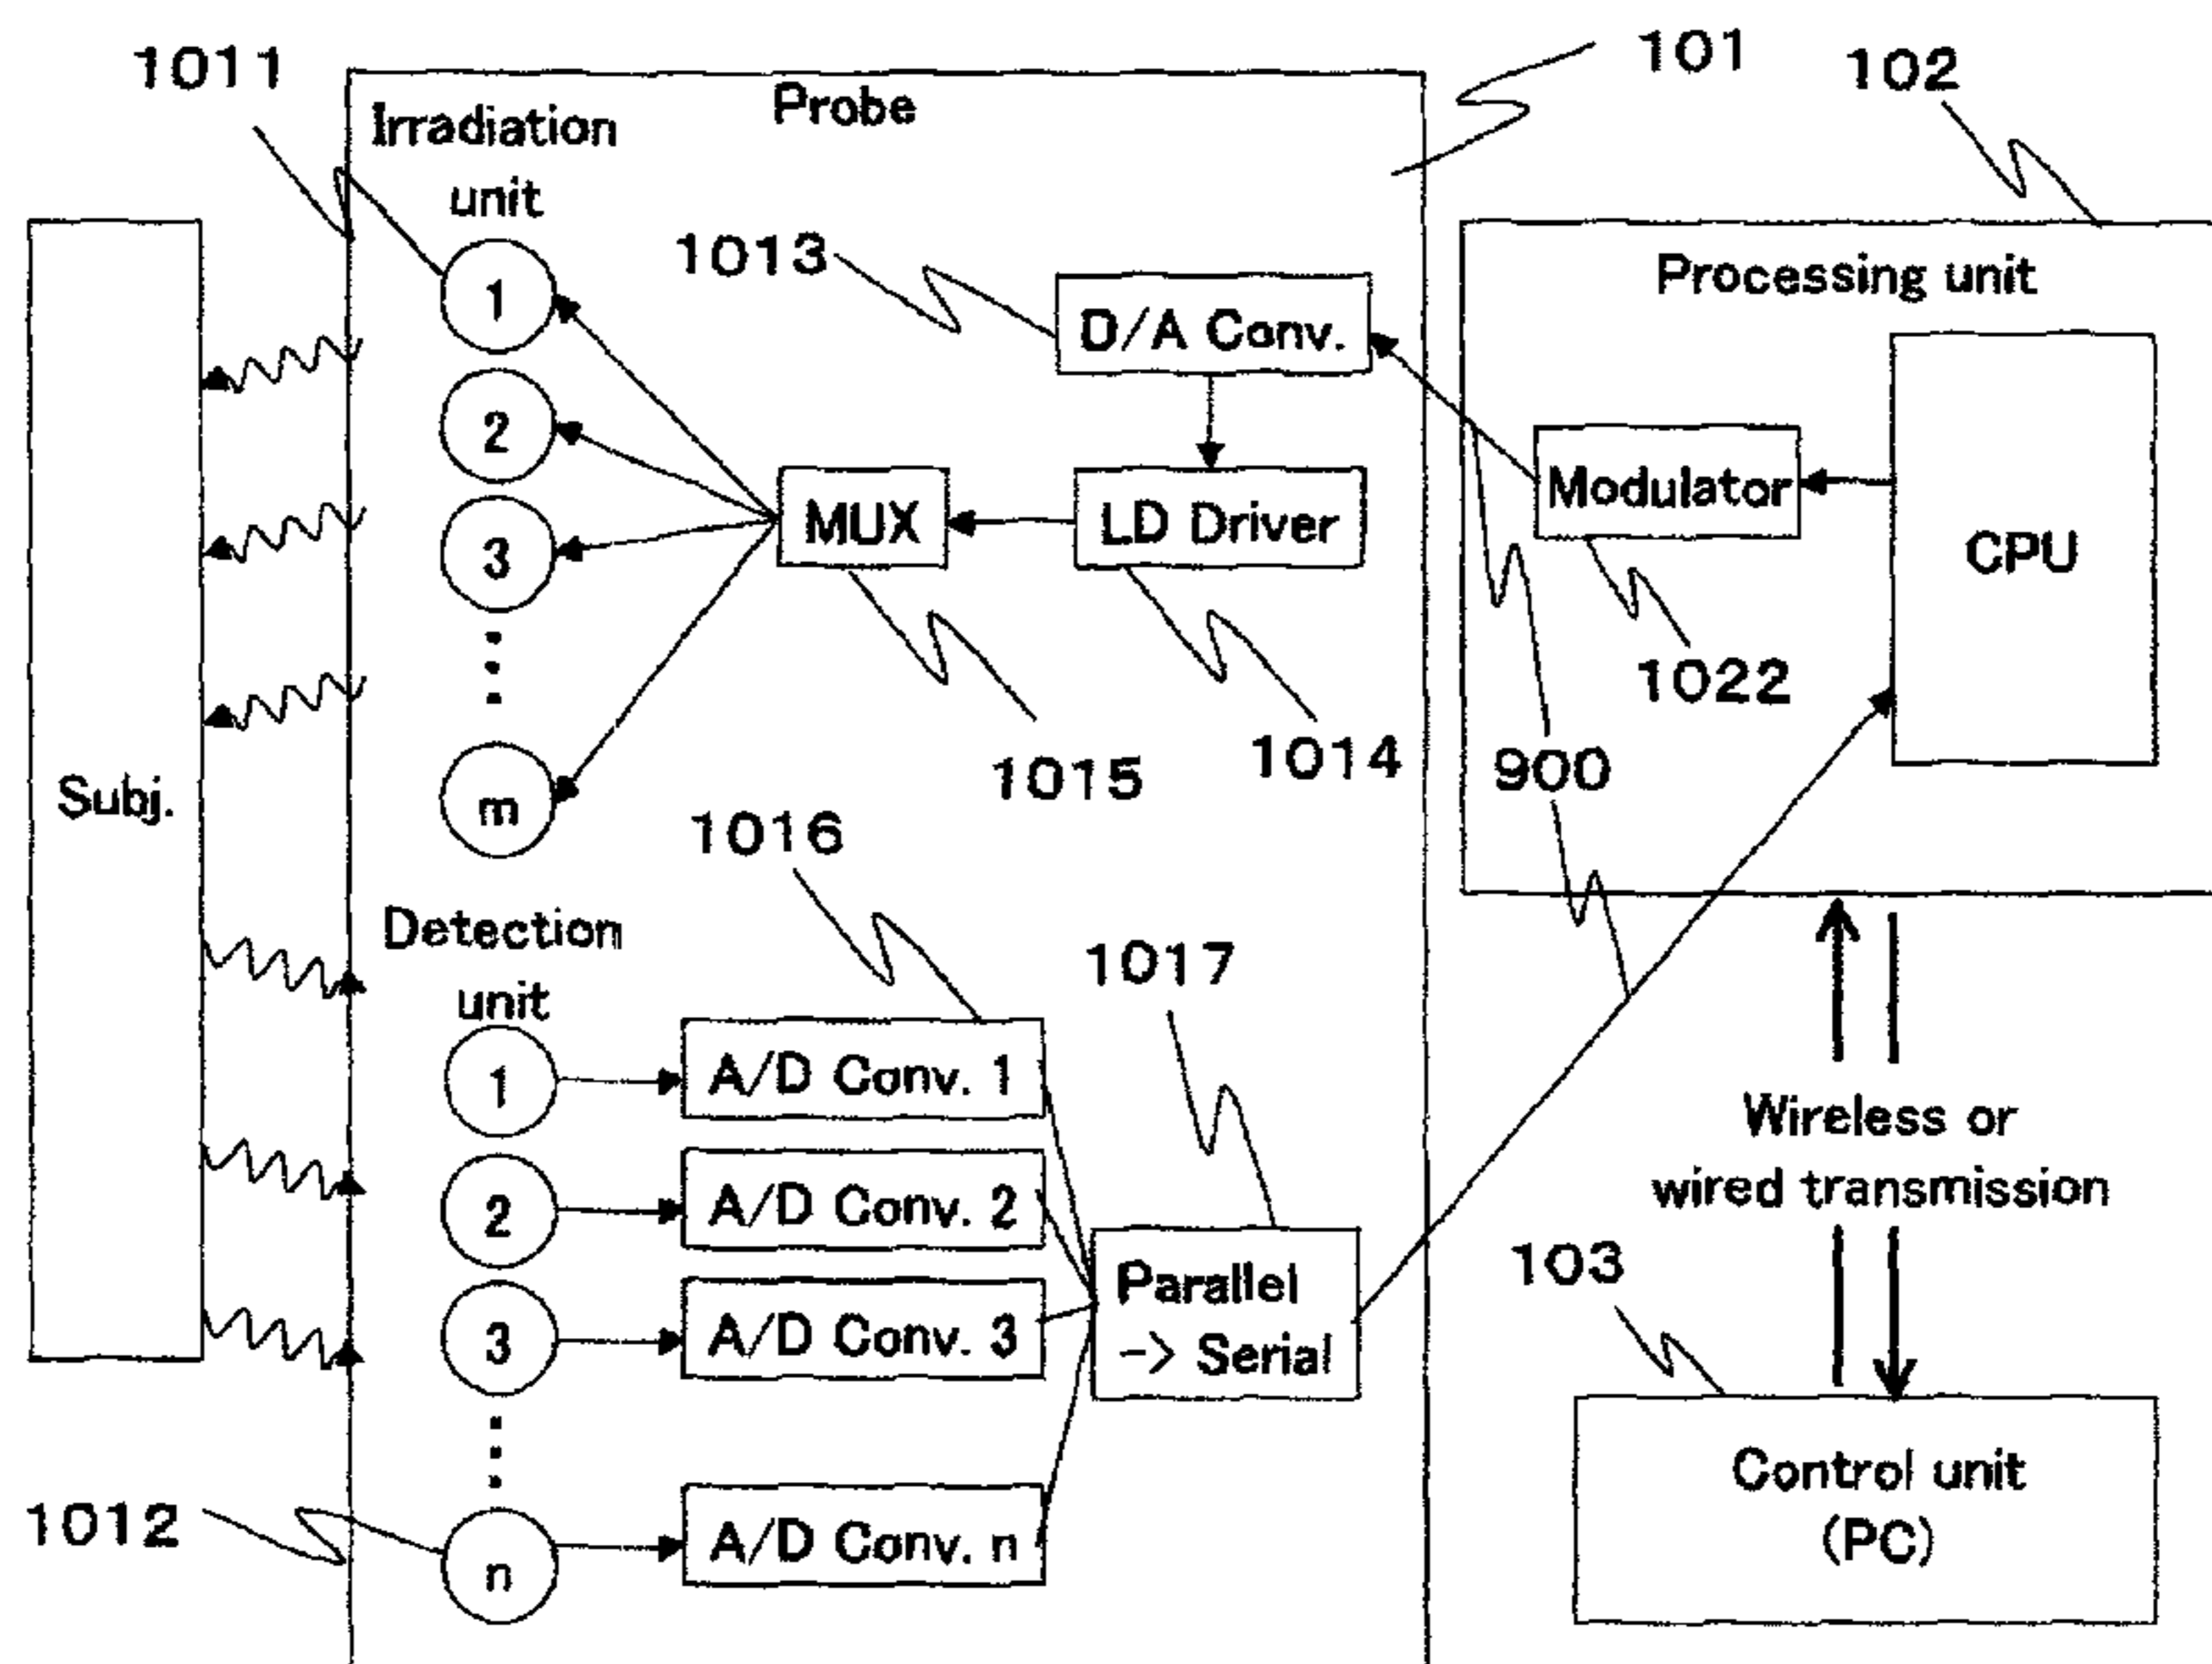 1011
101
102
Probe
Irradiation
unit
1
2
3
m
1013
D/A Conv.
MUX
LD Driver
1015
1014
Processing unit
Modulator
CPU
1022
900
Subj.
1016
Detection
unit
1
2
3
n
1017
A/D Conv. 1
A/D Conv. 2
A/D Conv. 3
A/D Conv. n
Parallel
-> Serial
1012
Wireless or
wired transmission
103
Control unit
(PC)